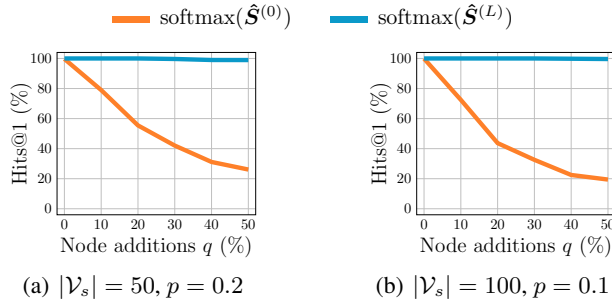 softmax(Ŝ^(0)) softmax(Ŝ^(L))
100
80
60
40
20
0
Hits@1 (%)
0 10 20 30 40 50
Node additions q (%)
(a) |𝒱_s| = 50, p = 0.2
100
80
60
40
20
0
Hits@1 (%)
0 10 20 30 40 50
Node additions q (%)
(b) |𝒱_s| = 100, p = 0.1